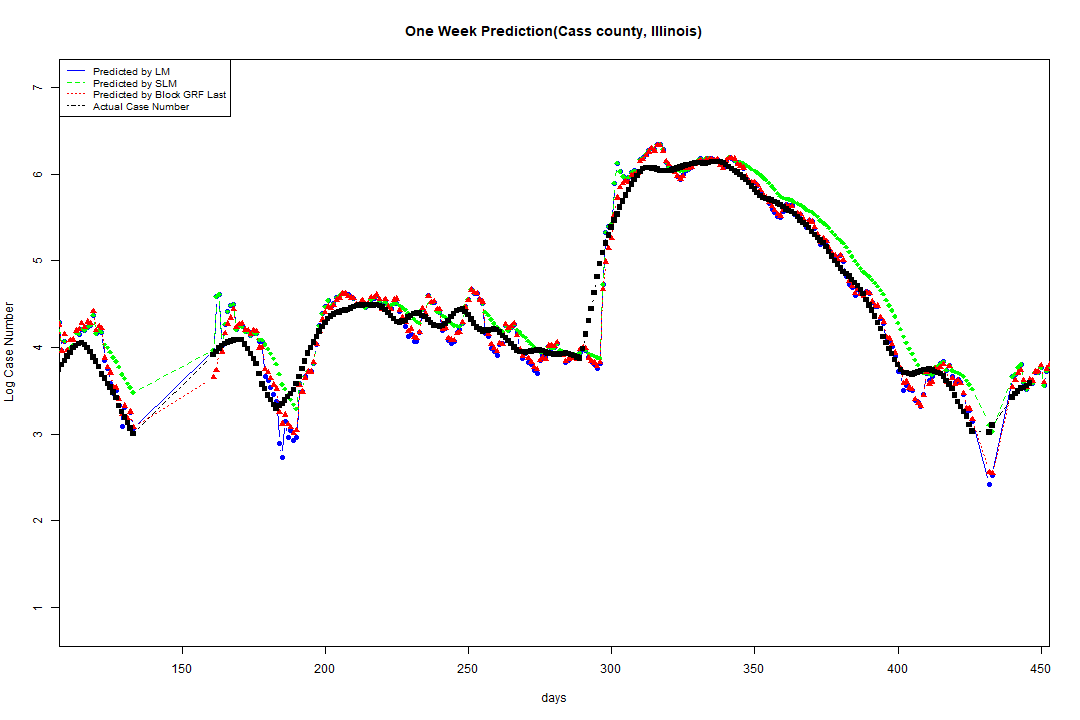 One Week Prediction(Cass county, Illinois)
Predicted by LM
Predicted by SLM
Predicted by Block GRF Last
Actual Case Number
7
6
5
4
3
2
1
Log Case Number
150 200 250 300 350 400 450
days